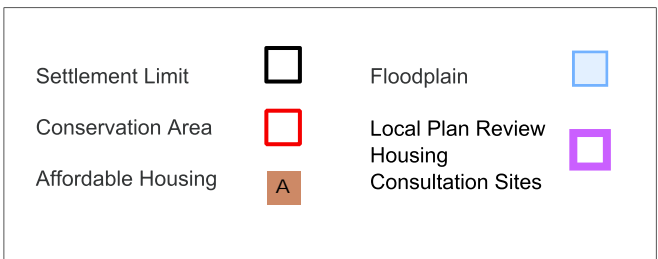 Settlement Limit
Conservation Area
Affordable Housing
A
Floodplain
Local Plan Review
Housing
Consultation Sites